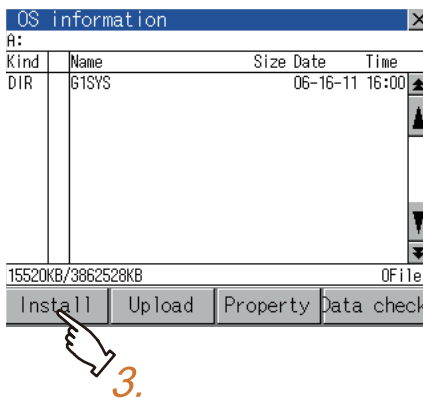 OS information ×
A:
Kind Name Size Date Time
DIR G1SYS 06-16-11 16:00
15520KB/3862528KB 0File
Install Upload Property Data check
3.